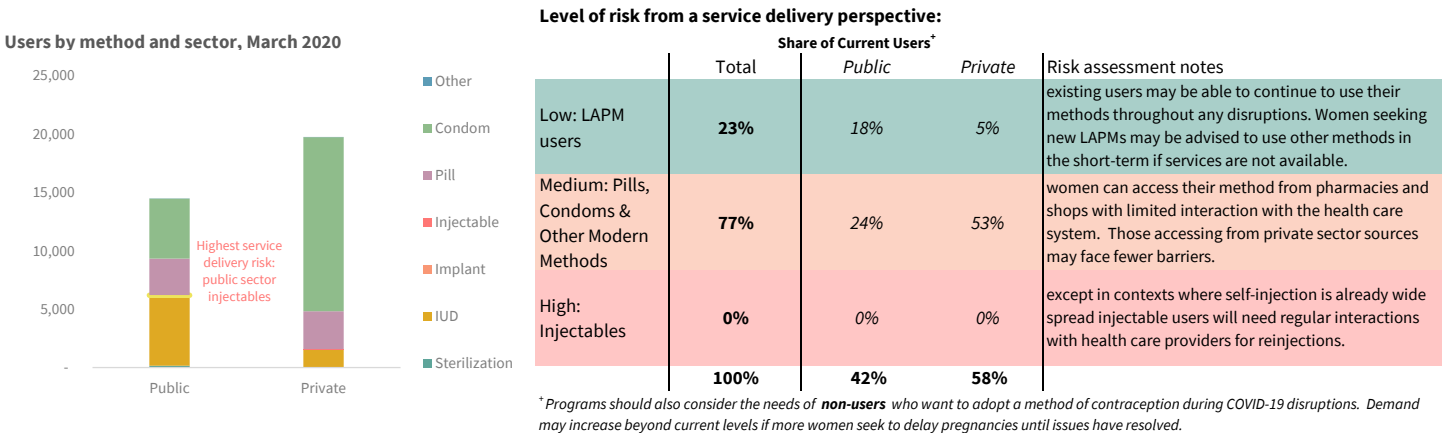 Level of risk from a service delivery perspective:
Users by method and sector, March 2020
25,000
20,000
15,000
10,000
5,000
-
Public
Private
Highest service
delivery risk:
public sector
injectables
Other
Condom
Pill
Injectable
Implant
IUD
Sterilization
Share of Current Users+
Total Public Private Risk assessment notes
Low: LAPM
users
23% 18% 5%
existing users may be able to continue to use their
methods throughout any disruptions. Women seeking
new LAPMs may be advised to use other methods in
the short-term if services are not available.
Medium: Pills,
Condoms &
Other Modern
Methods
77% 24% 53%
women can access their method from pharmacies and
shops with limited interaction with the health care
system. Those accessing from private sector sources
may face fewer barriers.
High:
Injectables
0% 0% 0%
except in contexts where self-injection is already wide
spread injectable users will need regular interactions
with health care providers for reinjections.
100% 42% 58%
+Programs should also consider the needs of non-users who want to adopt a method of contraception during COVID-19 disruptions. Demand
may increase beyond current levels if more women seek to delay pregnancies until issues have resolved.